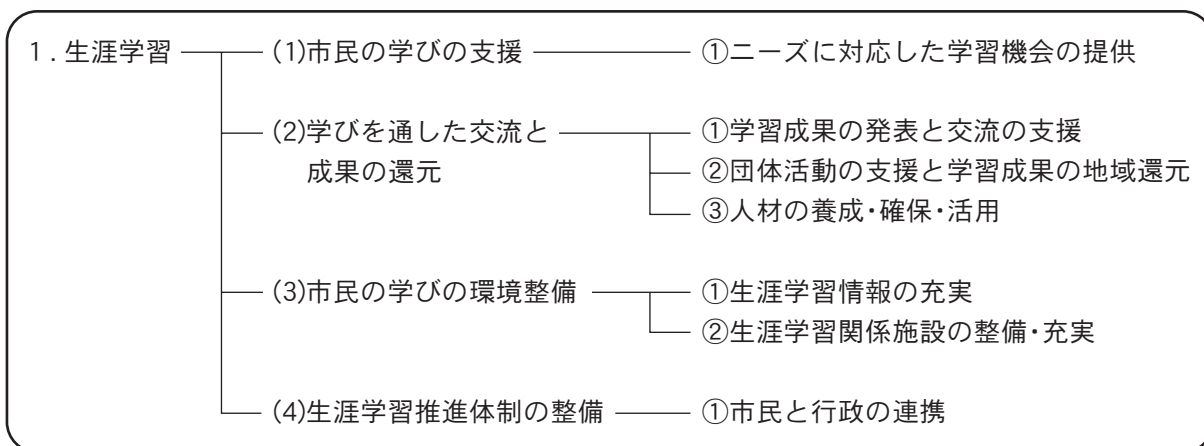 1.生涯学習
(1)市民の学びの支援
①ニーズに対応した学習機会の提供
(2)学びを通した交流と
成果の還元
①学習成果の発表と交流の支援
②団体活動の支援と学習成果の地域還元
③人材の養成・確保・活用
(3)市民の学びの環境整備
①生涯学習情報の充実
②生涯学習関係施設の整備・充実
(4)生涯学習推進体制の整備
①市民と行政の連携